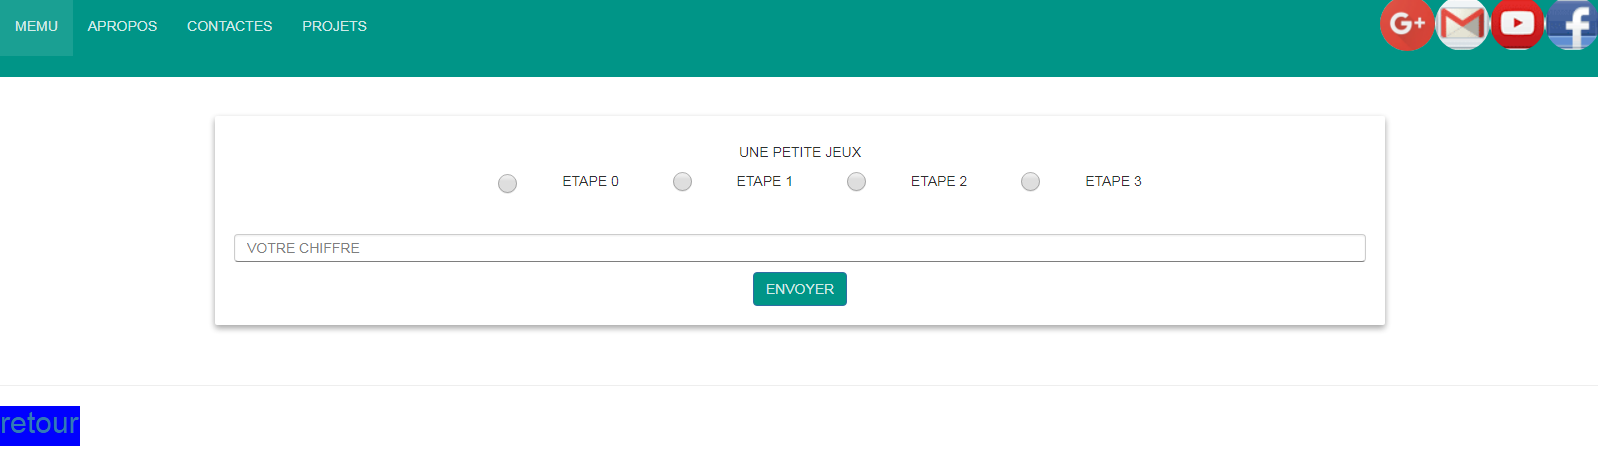 MEMU APROPOS CONTACTES PROJETS G+ M f
UNE PETITE JEUX
ETAPE 0 ETAPE 1 ETAPE 2 ETAPE 3
VOTRE CHIFFRE
ENVOYER
retour